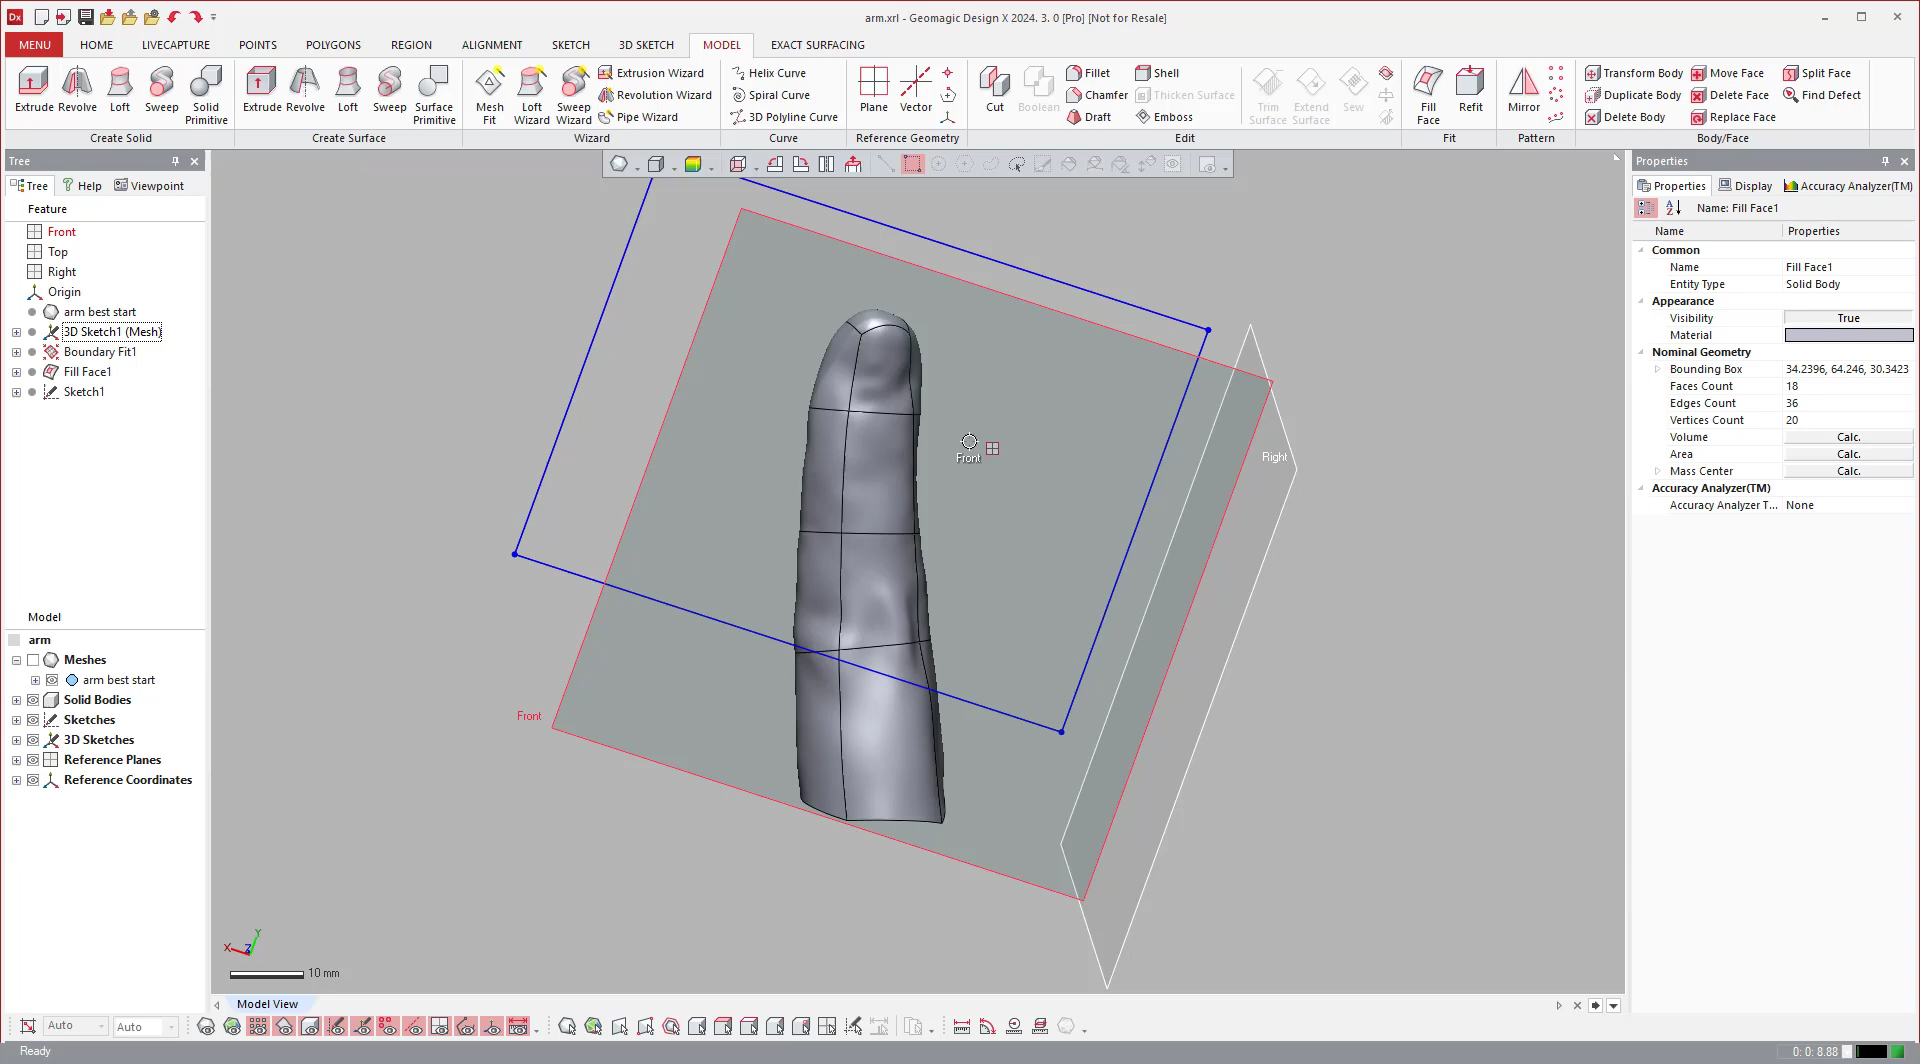 Dx
arm.xrl - Geomagic Design X 2024. 3. 0 [Pro] [Not for Resale]
MENU HOME LIVECAPTURE POINTS POLYGONS REGION ALIGNMENT SKETCH 3D SKETCH MODEL EXACT SURFACING
Extrude Revolve Loft Sweep Solid Primitive
Create Solid
Extrude Revolve Loft Sweep Surface Primitive
Create Surface
Mesh Fit Loft Wizard Sweep Wizard
Extrusion Wizard
Revolution Wizard
Pipe Wizard
Wizard
Helix Curve
Spiral Curve
3D Polyline Curve
Curve
Plane Vector
Reference Geometry
Cut Boolean
Fillet
Chamfer
Draft
Shell
Thicken Surface
Emboss
Trim Surface Extend Surface Sew
Edit
Fill Face Refit
Fit
Mirror
Pattern
Transform Body Move Face Split Face
Duplicate Body Delete Face Find Defect
Delete Body Replace Face
Body/Face
Tree
Tree Help Viewpoint
Feature
Front
Top
Right
Origin
arm best start
3D Sketch1 (Mesh)
Boundary Fit1
Fill Face1
Sketch1
Model
arm
Meshes
arm best start
Solid Bodies
Sketches
3D Sketches
Reference Planes
Reference Coordinates
Front
Right
Front
X Z Y
10 mm
Model View
Properties
Properties Display Accuracy Analyzer(TM)
Name: Fill Face1
Name Properties
Common
Name Fill Face1
Entity Type Solid Body
Appearance
Visibility True
Material
Nominal Geometry
Bounding Box 34.2396, 64.246, 30.3423
Faces Count 18
Edges Count 36
Vertices Count 20
Volume Calc.
Area Calc.
Mass Center Calc.
Accuracy Analyzer(TM)
Accuracy Analyzer T... None
Auto Auto
Ready
0: 0: 8.88